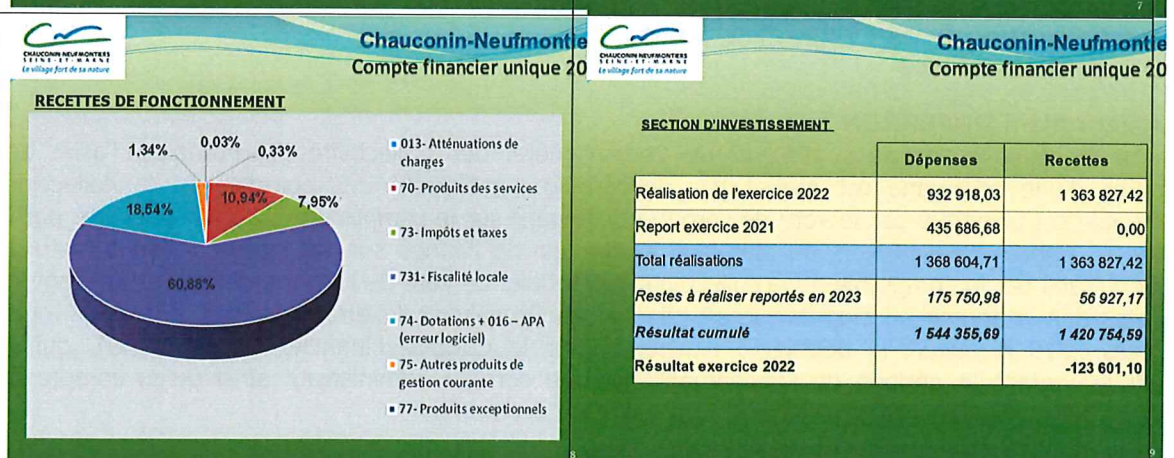 7
CHAUCONIN-NEUFMONTIERS
SEINE-ET-MARNE
Le village fort de sa nature
Chauconin-Neufmontie
Compte financier unique 20
RECETTES DE FONCTIONNEMENT
1,34%
0,03%
0,33%
10,94%
7,95%
18,54%
60,88%
013- Atténuations de
charges
70- Produits des services
73- Impôts et taxes
731- Fiscalité locale
74- Dotations + 016 – APA
(erreur logiciel)
75- Autres produits de
gestion courante
77- Produits exceptionnels
8
CHAUCONIN-NEUFMONTIERS
SEINE-ET-MARNE
Le village fort de sa nature
Chauconin-Neufmontie
Compte financier unique 20
SECTION D'INVESTISSEMENT
Dépenses Recettes
Réalisation de l'exercice 2022 932 918,03 1 363 827,42
Report exercice 2021 435 686,68 0,00
Total réalisations 1 368 604,71 1 363 827,42
Restes à réaliser reportés en 2023 175 750,98 56 927,17
Résultat cumulé 1 544 355,69 1 420 754,59
Résultat exercice 2022 -123 601,10
9